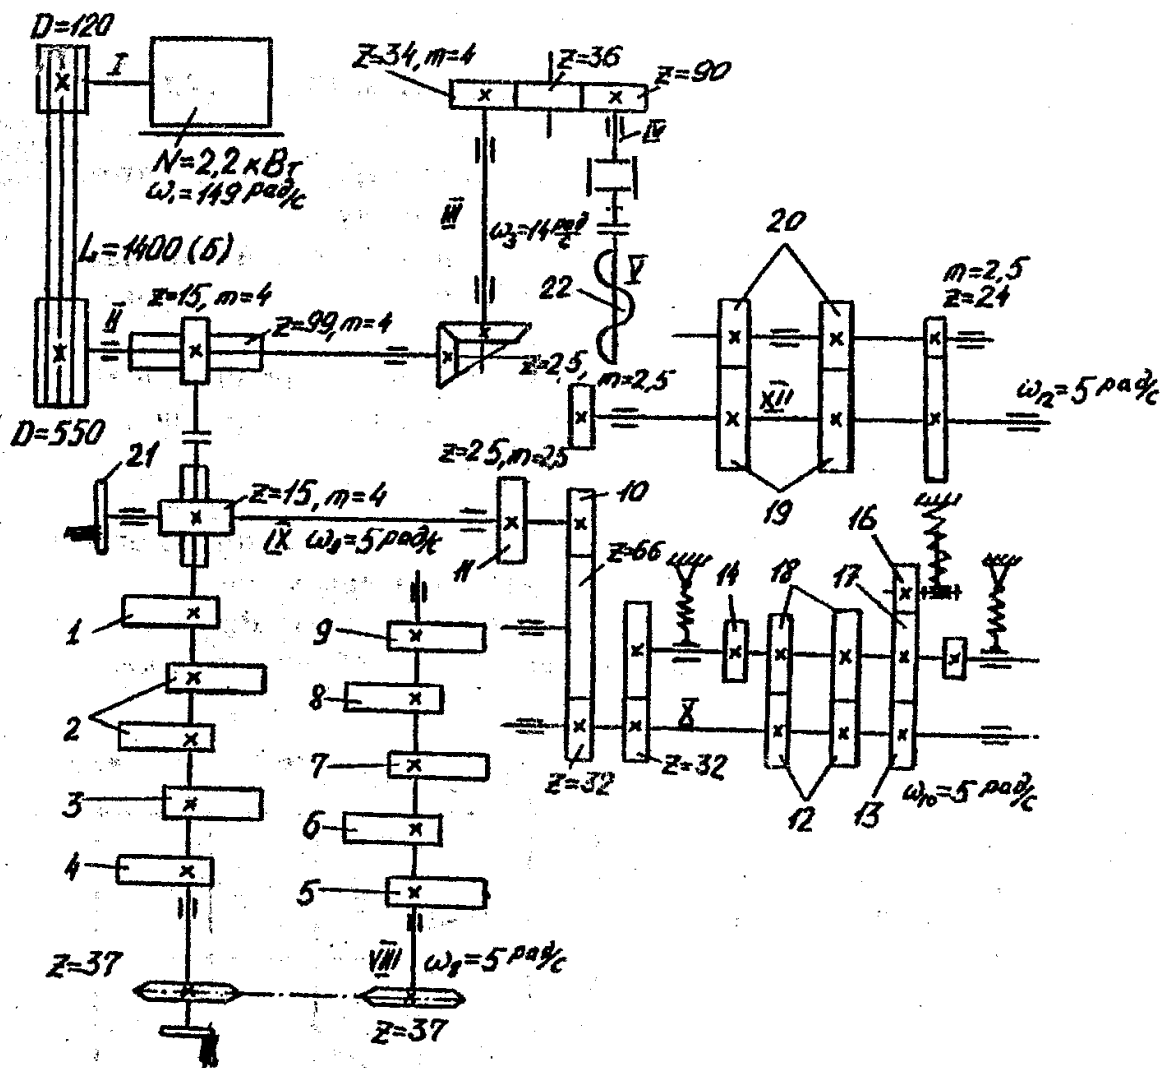 D=120
I
Z=34, m=4
Z=36
Z=90
IV
N=2,2 кВт
ω₁=149 рад/с
III
ω₃=14 рад/с
20
L=1400 (Б)
V
m=2,5
z=24
z=15, m=4
II
22
z=99, m=4
z=2,5, m=2,5
XII
ω₁₂=5 рад/с
D=550
21
z=25, m=2,5
z=15, m=4
10
19
16
IX ω₉=5 рад/с
11
z=66
14
18
17
1
9
2
8
X
7
z=32
z=32
3
12
13
ω₁₀=5 рад/с
6
4
5
z=37
VIII ω₈=5 рад/с
z=37